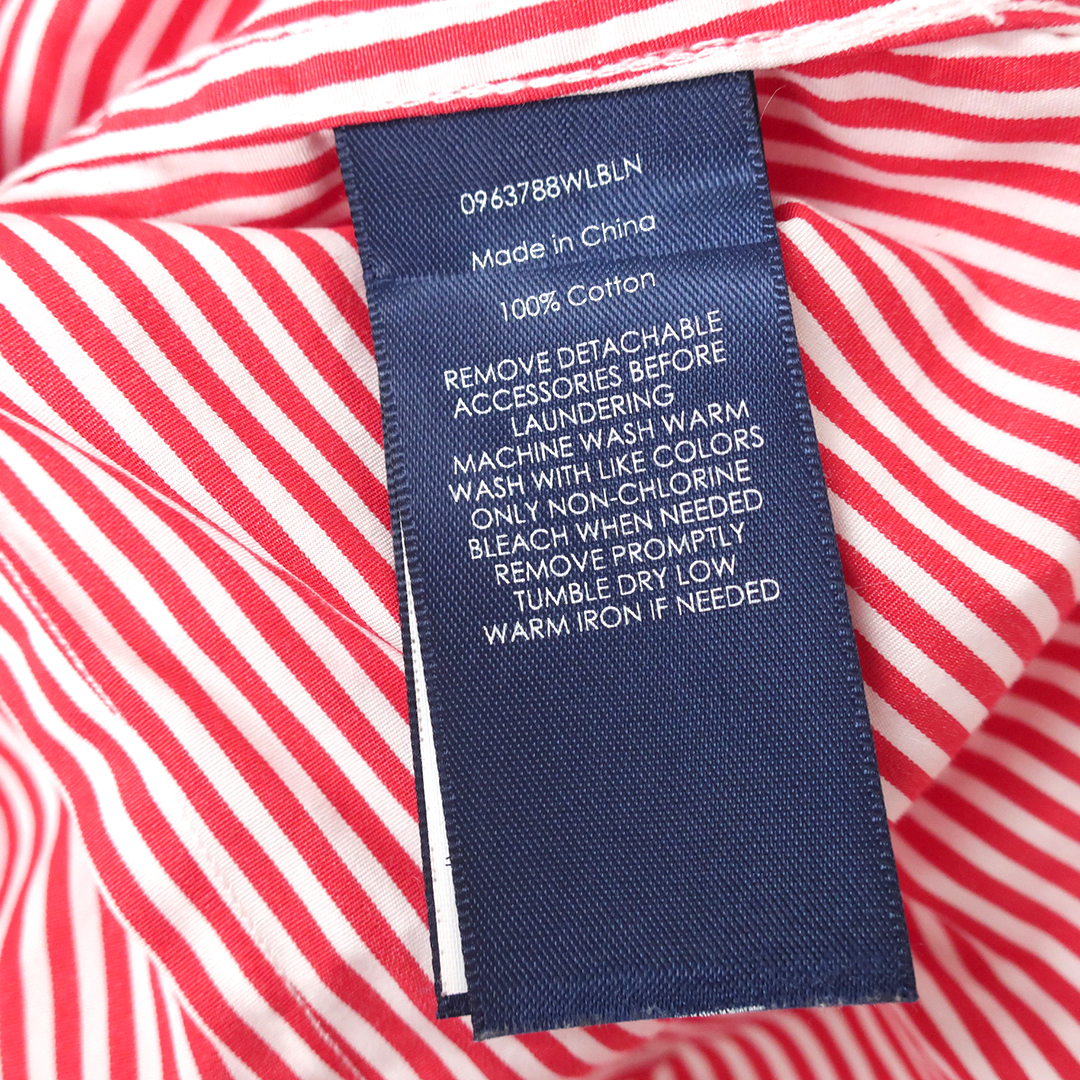 0963788WLBLN
Made in China
100% Cotton
REMOVE DETACHABLE
ACCESSORIES BEFORE
LAUNDERING
MACHINE WASH WARM
WASH WITH LIKE COLORS
ONLY NON-CHLORINE
BLEACH WHEN NEEDED
REMOVE PROMPTLY
TUMBLE DRY LOW
WARM IRON IF NEEDED